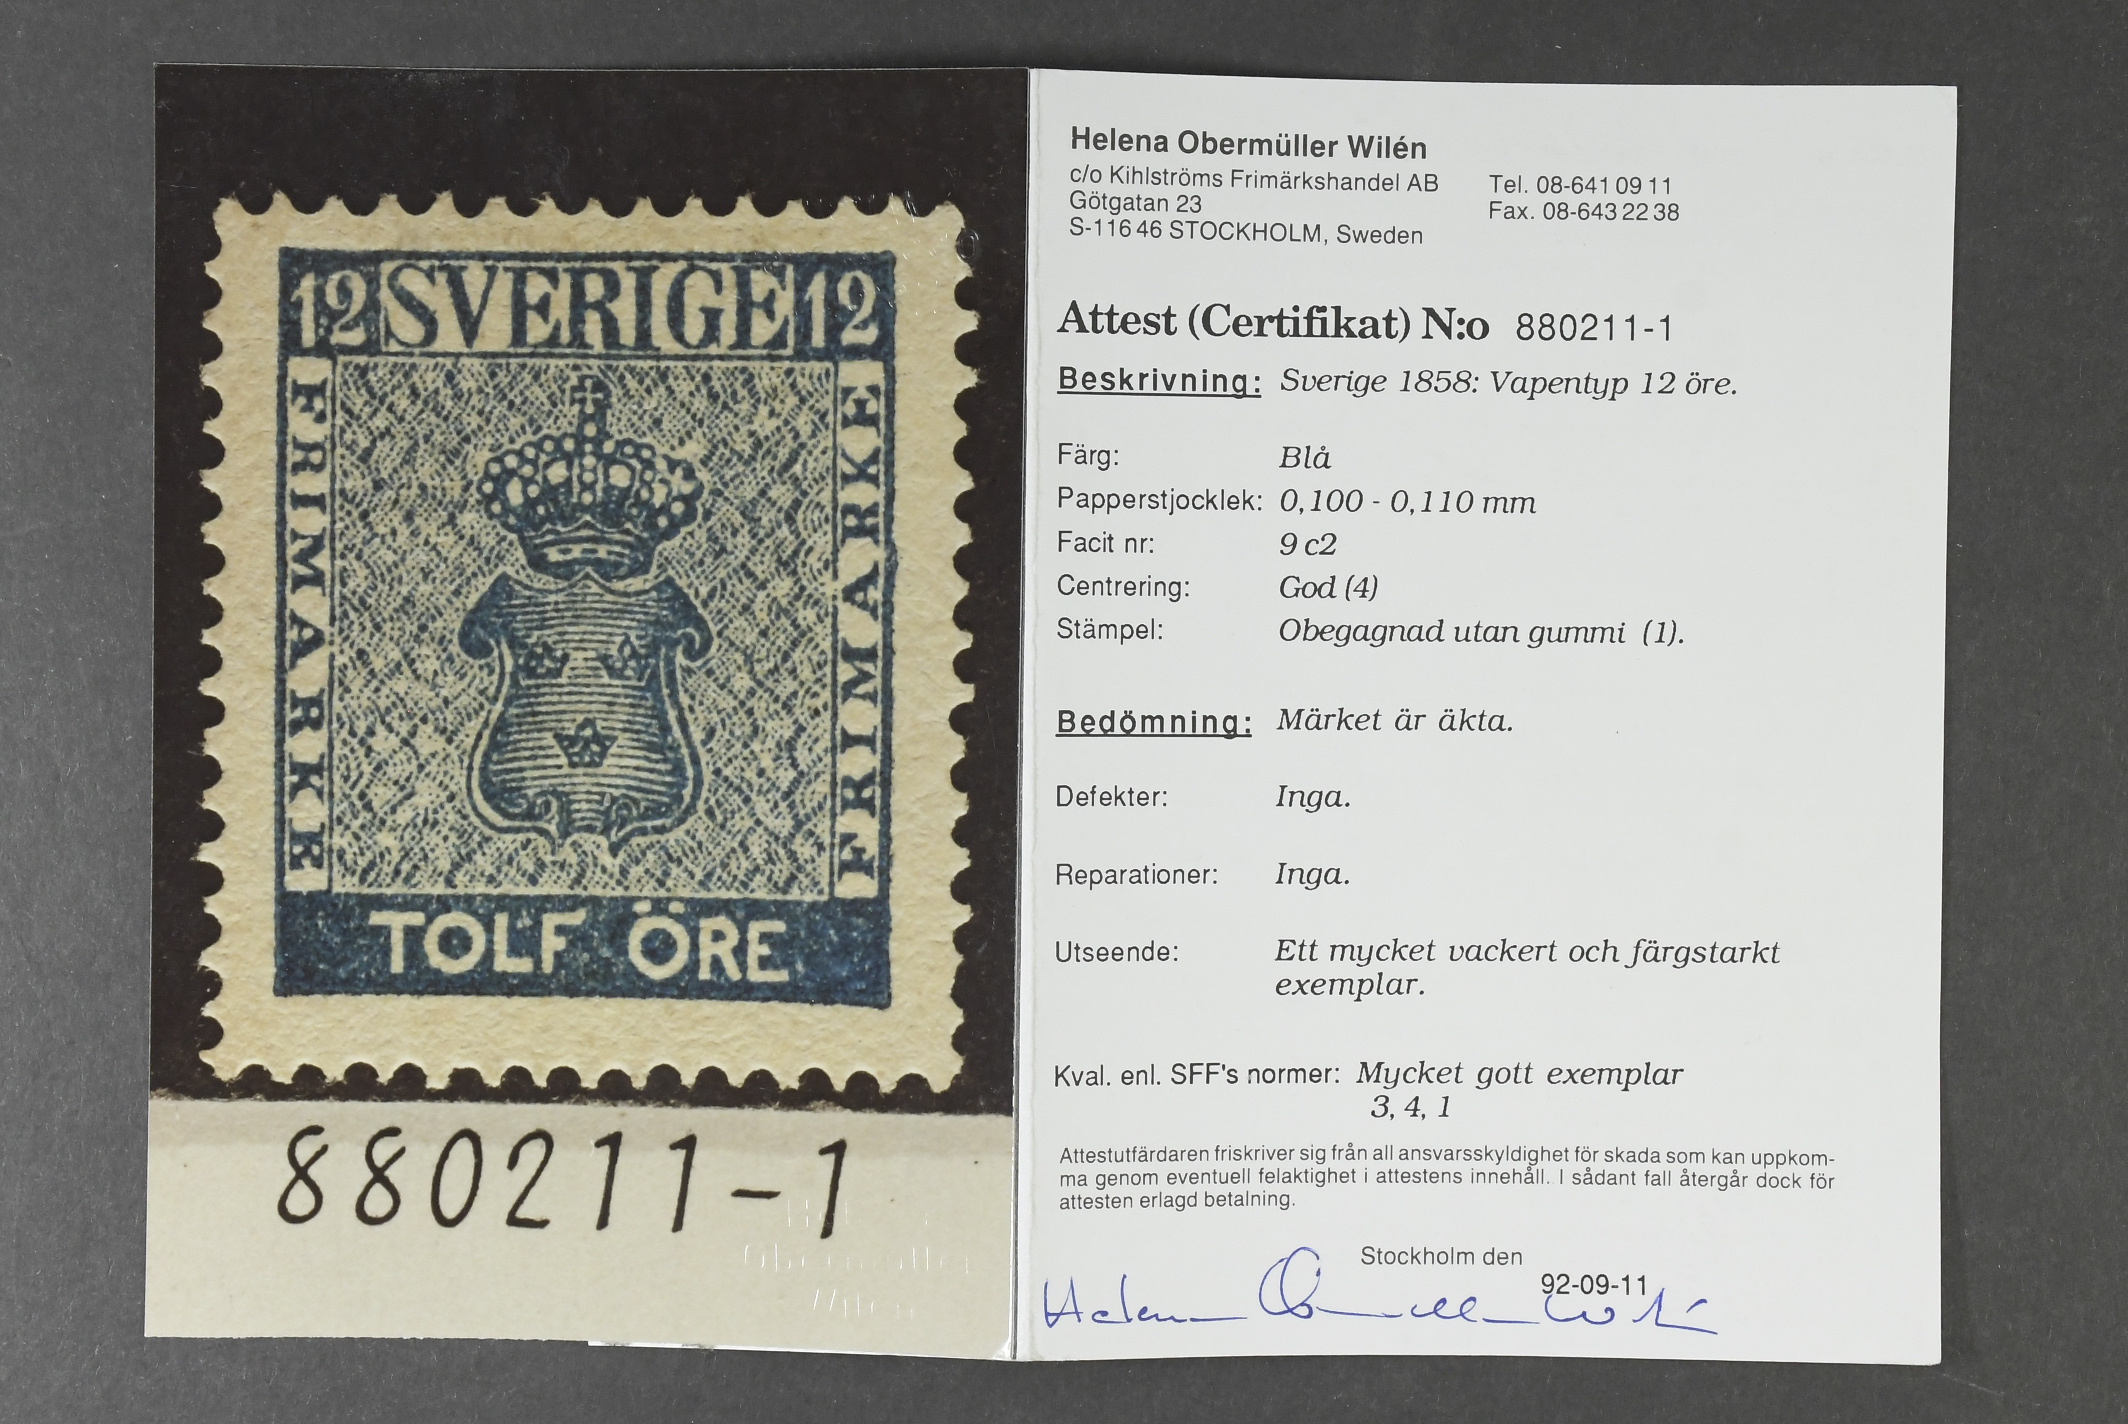 12 SVERIGE 12
FRIMARKE
FRIMARKE
TOLF ÖRE
880211-1
Helena Obermüller Wilén
c/o Kihlströms Frimärkshandel AB Tel. 08-641 09 11
Götgatan 23 Fax. 08-643 22 38
S-116 46 STOCKHOLM, Sweden
Attest (Certifikat) N:o 880211-1
Beskrivning: Sverige 1858: Vapentyp 12 öre.
Färg: Blå
Papperstjocklek: 0,100 - 0,110 mm
Facit nr: 9 c2
Centrering: God (4)
Stämpel: Obegagnad utan gummi (1).
Bedömning: Märket är äkta.
Defekter: Inga.
Reparationer: Inga.
Utseende: Ett mycket vackert och färgstarkt
exemplar.
Kval. enl. SFF's normer: Mycket gott exemplar
3, 4, 1
Attestutfärdaren friskriver sig från all ansvarsskyldighet för skada som kan uppkom-
ma genom eventuell felaktighet i attestens innehåll. I sådant fall återgår dock för
attesten erlagd betalning.
Stockholm den
92-09-11
Helena Obermüller Wilén